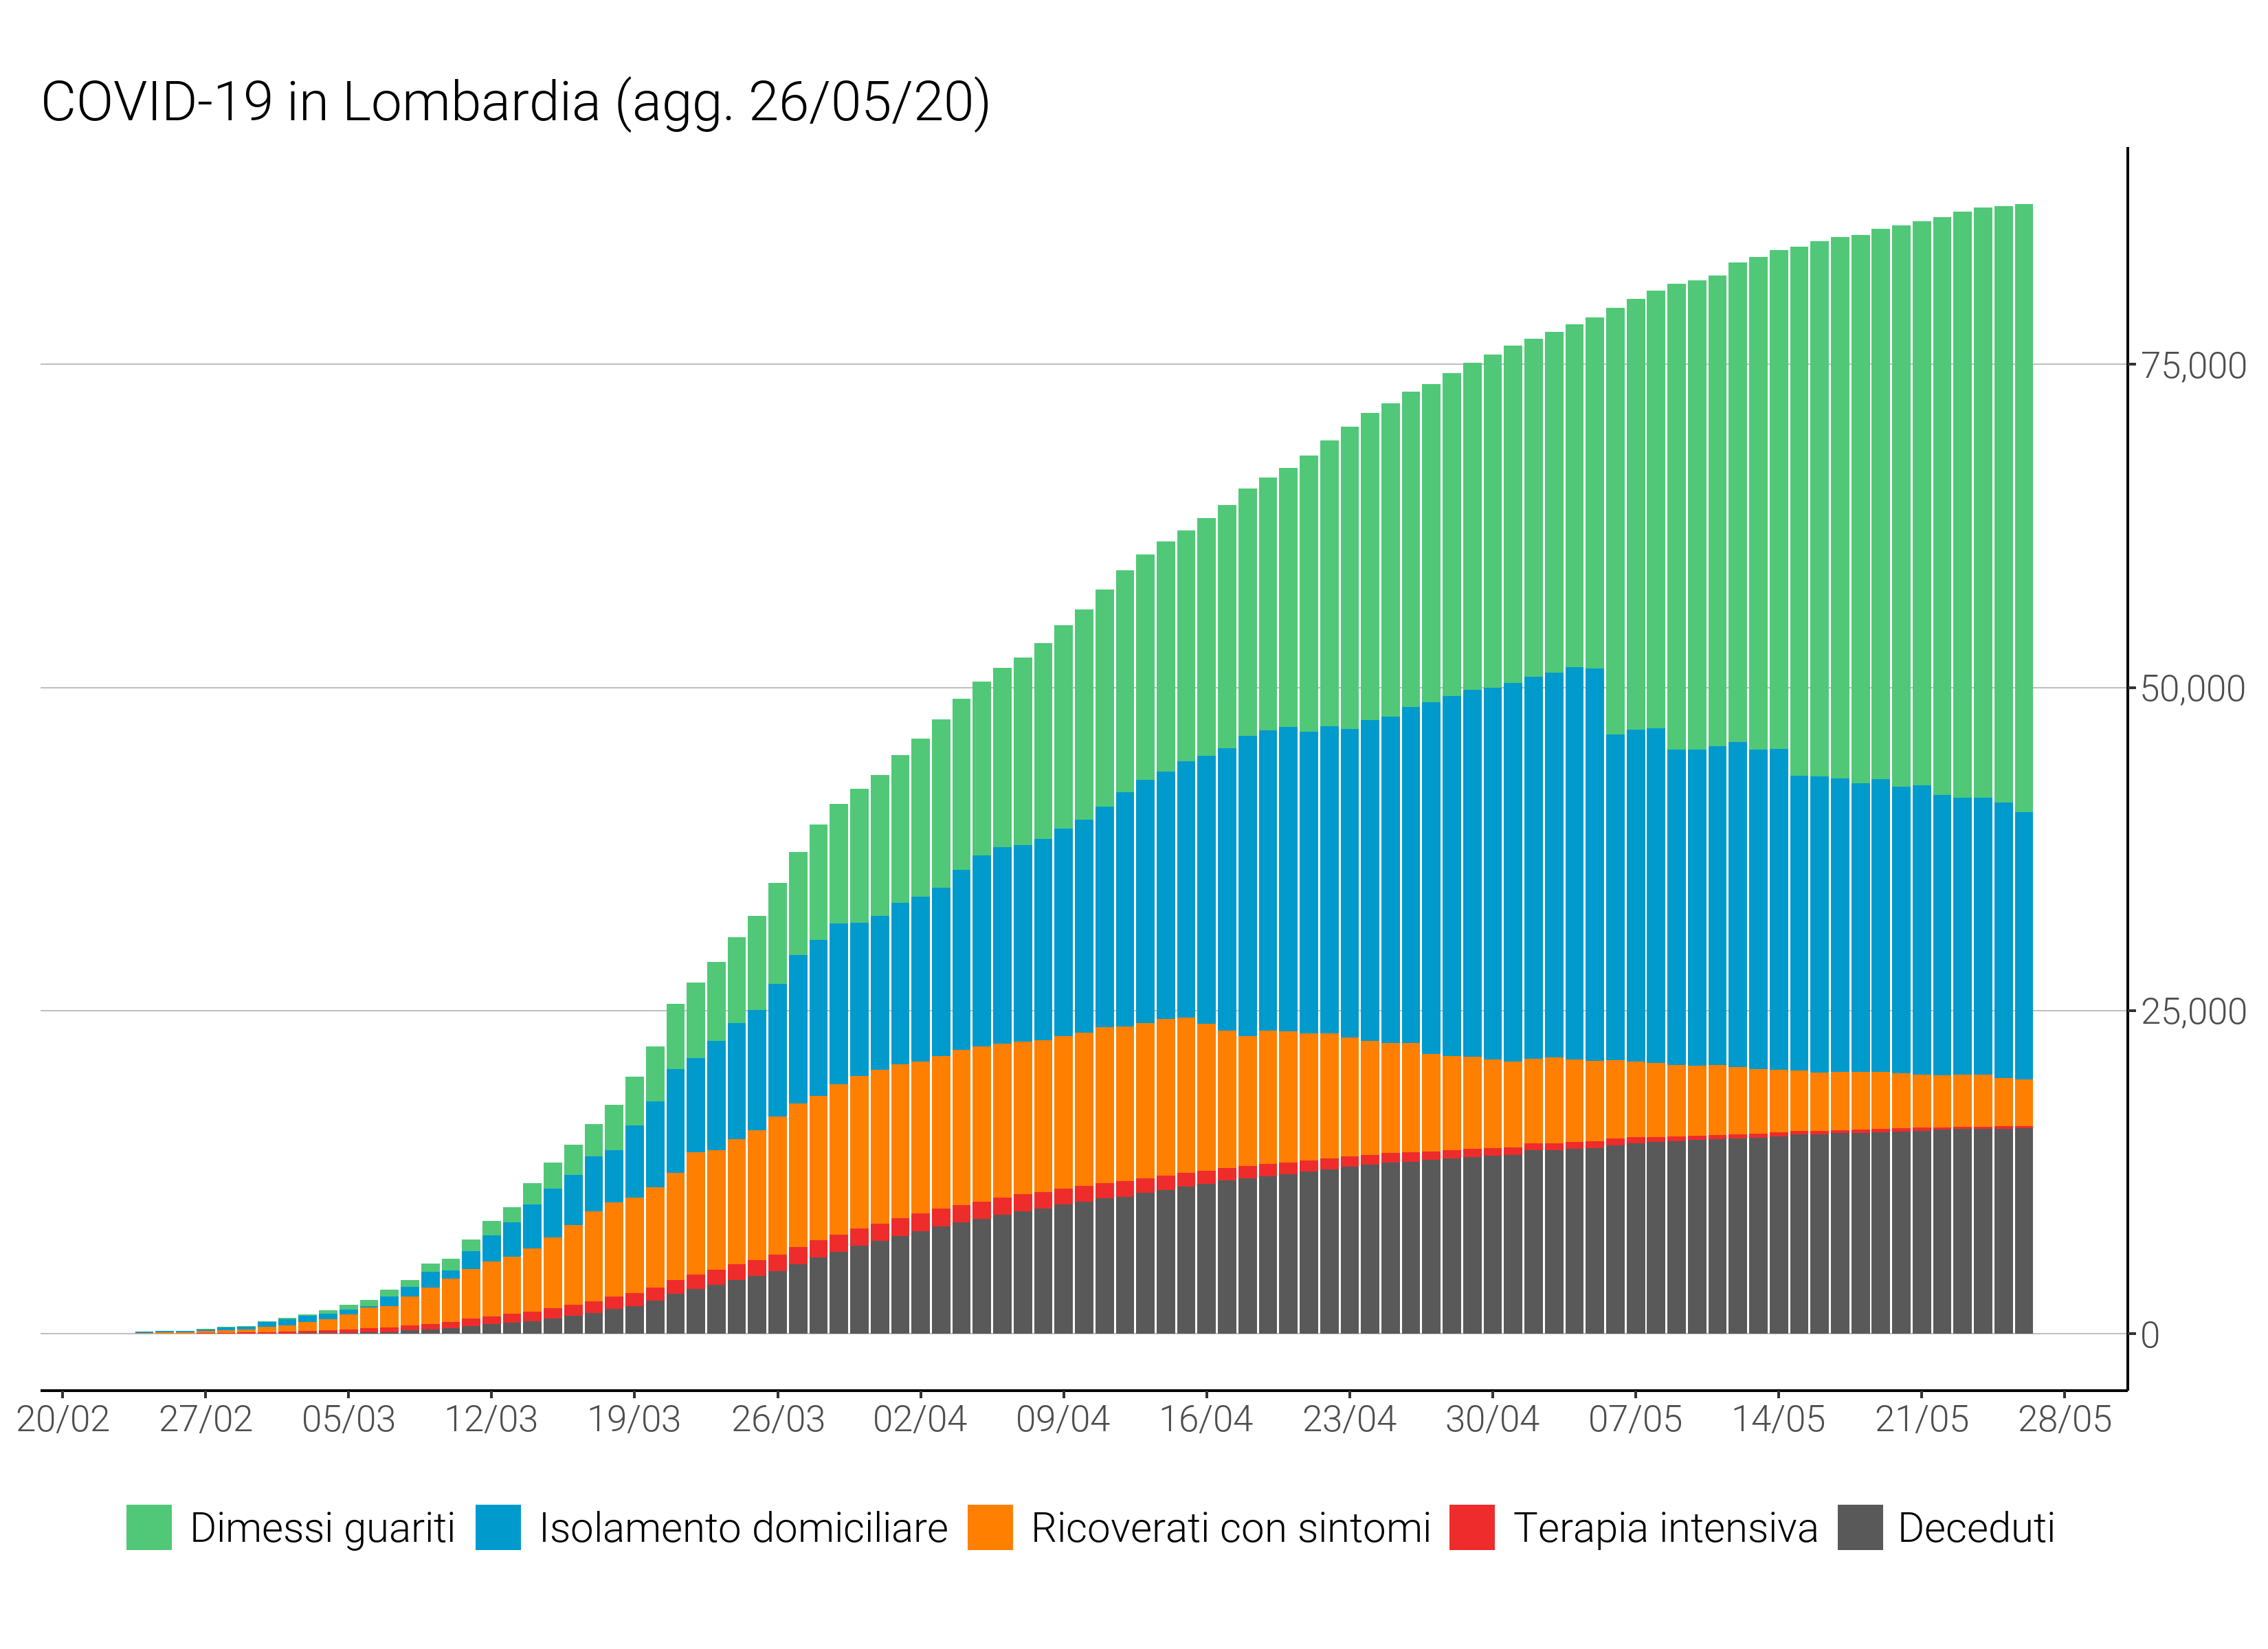 COVID-19 in Lombardia (agg. 26/05/20)
75,000
50,000
25,000
0
20/02 27/02 05/03 12/03 19/03 26/03 02/04 09/04 16/04 23/04 30/04 07/05 14/05 21/05 28/05
Dimessi guariti Isolamento domiciliare Ricoverati con sintomi Terapia intensiva Deceduti